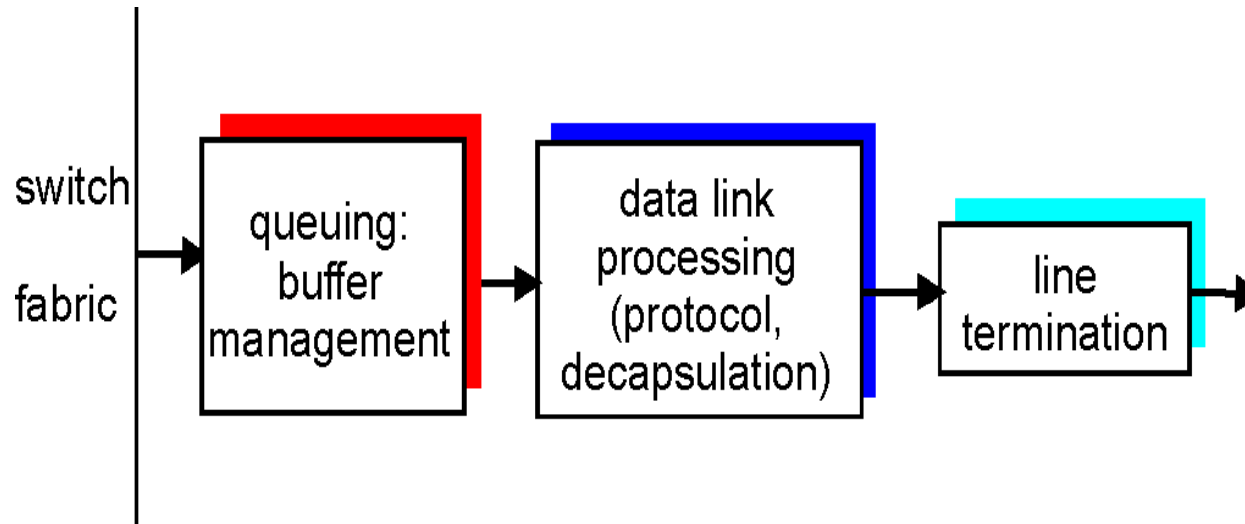 switch
fabric
queuing:
buffer
management
data link
processing
(protocol,
decapsulation)
line
termination